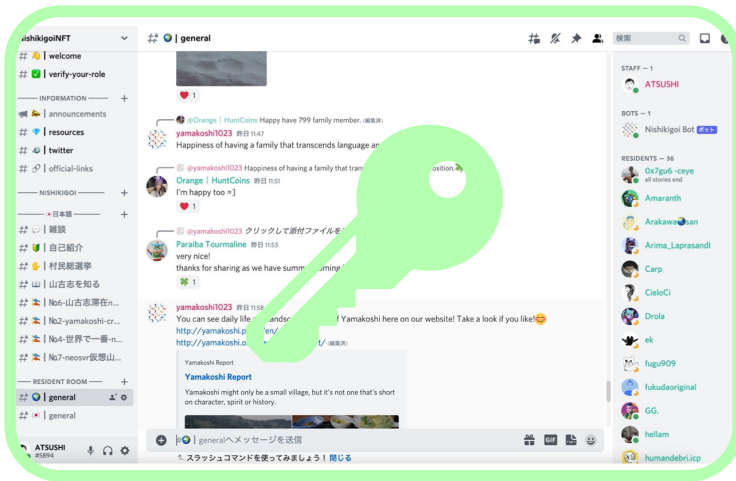 NishikigoiNFT
# 👋 | welcome
# ✅ | verify-your-role
INFORMATION
announcements
# 💎 | resources
# | twitter
# 🔗 | official-links
NISHIKIGOI
日本語
# 💬 | 雑談
# 🔰 | 自己紹介
# | 村民総選挙
# 📖 | 山古志を知る
# | №6-山古志滞在n...
# | №2-yamakoshi-cr...
# | №4-世界で一番-n...
# | №7-neosvr仮想山...
RESIDENT ROOM
# | general
# | general
ATSUSHI
#5894
# | general
❤️ 1
@Orange | HuntCoins Happy have 799 family member. (編集済)
yamakoshi1023 昨日 11:47
Happiness of having a family that transcends language
@yamakoshi1023 Happiness of having a family that
Orange | HuntCoins 昨日 11:51
I'm happy too =]
❤️ 1
@yamakoshi1023 クリックして添付ファイルを
Paraiba Tourmaline 昨日 11:53
very nice!
thanks for sharing as we have
🍀 1
yamakoshi1023 昨日 11:58
You can see daily life Yamakoshi here on our website! Take a look if you like!😊
(編集済)
Yamakoshi Report
Yamakoshi Report
Yamakoshi might only be a small village, but it's not one that's short
on character, spirit or history.
# | generalへメッセージを送信
GIF
スラッシュコマンドを使ってみましょう！ 閉じる
検索
STAFF — 1
ATSUSHI
BOTS — 1
Nishikigoi Bot ボット
RESIDENTS — 36
0x7gu6 -ceye
all stories end
Amaranth
Arakawa san
Arima_Laprasandl
Carp
CieloCi
Drola
ek
fugu909
fukudaoriginal
GG.
hellam
humandebri.icp